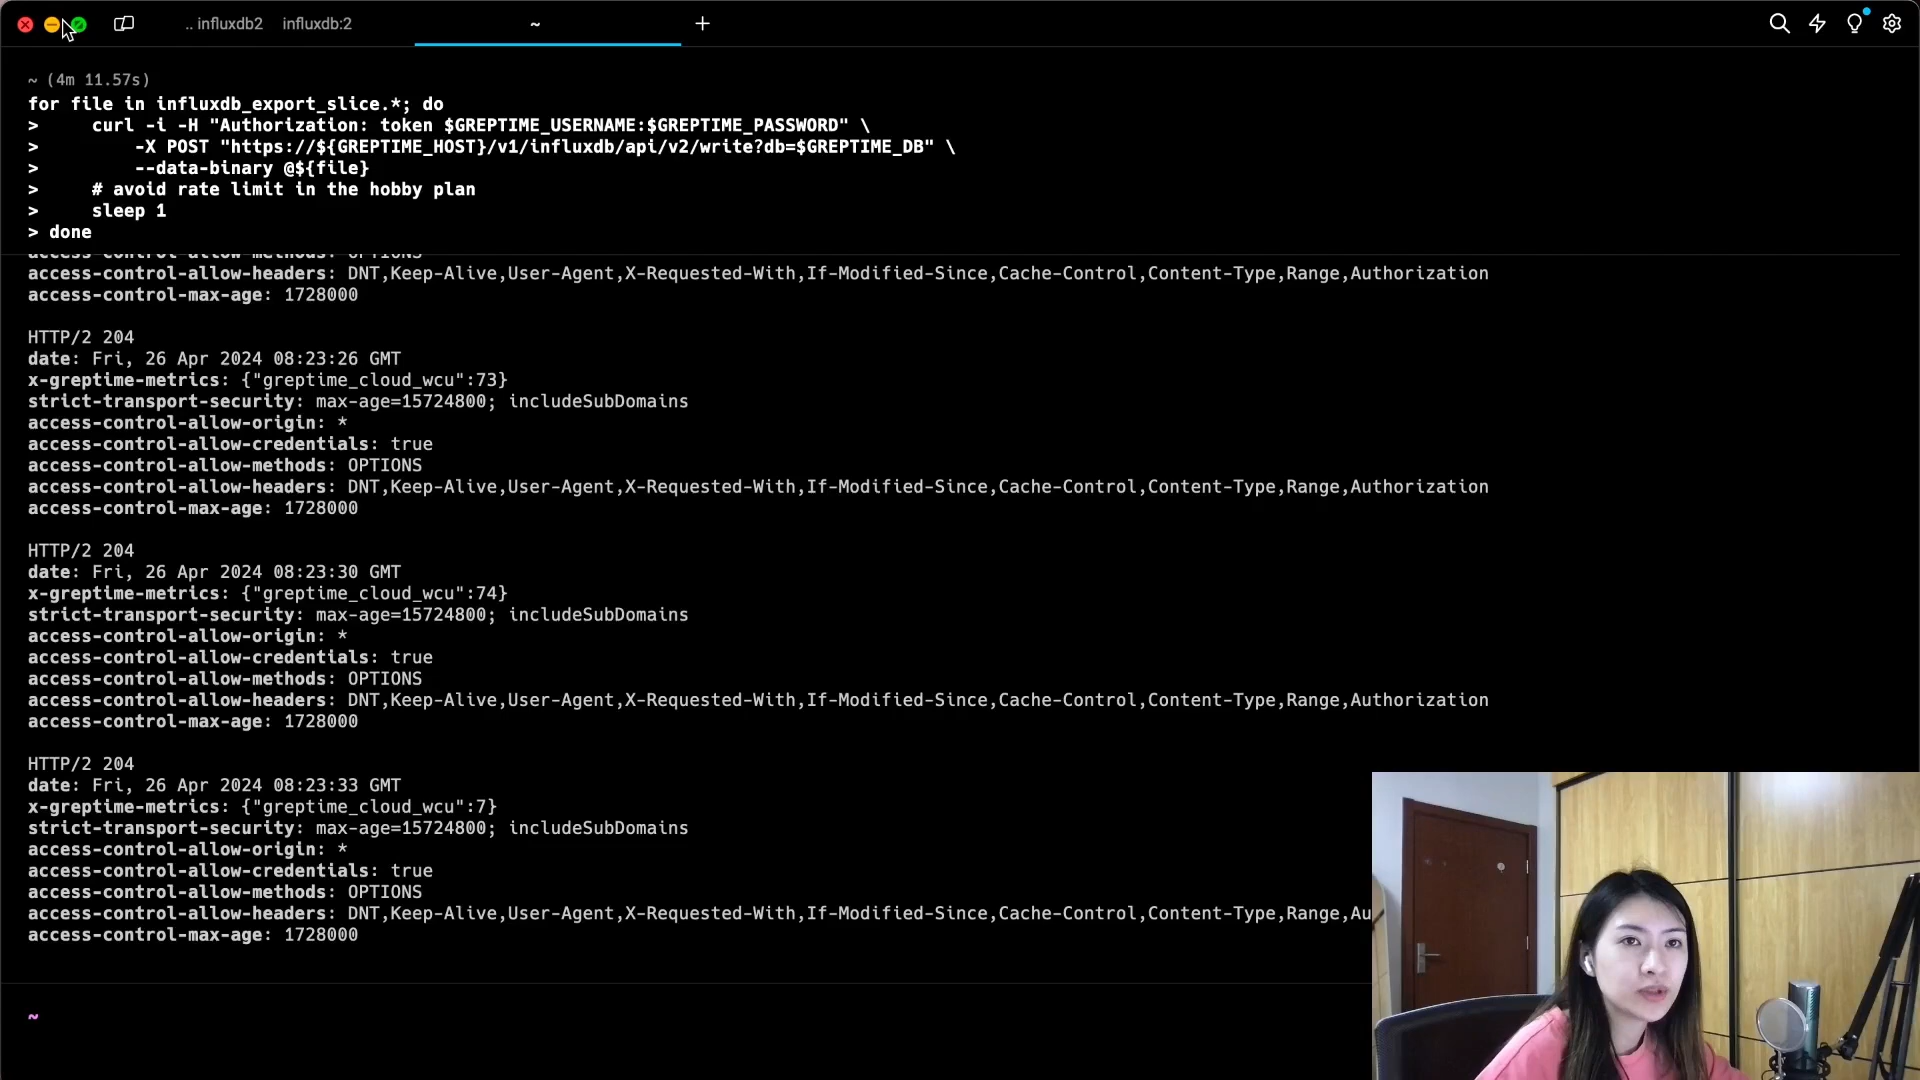 .. influxdb2 influxdb:2 ~ +
~ (4m 11.57s)
for file in influxdb_export_slice.*; do
> curl -i -H "Authorization: token $GREPTIME_USERNAME:$GREPTIME_PASSWORD" \
> -X POST "https://${GREPTIME_HOST}/v1/influxdb/api/v2/write?db=$GREPTIME_DB" \
> --data-binary @${file}
> # avoid rate limit in the hobby plan
> sleep 1
> done
access-control-allow-methods: OPTIONS
access-control-allow-headers: DNT,Keep-Alive,User-Agent,X-Requested-With,If-Modified-Since,Cache-Control,Content-Type,Range,Authorization
access-control-max-age: 1728000
HTTP/2 204
date: Fri, 26 Apr 2024 08:23:26 GMT
x-greptime-metrics: {"greptime_cloud_wcu":73}
strict-transport-security: max-age=15724800; includeSubDomains
access-control-allow-origin: *
access-control-allow-credentials: true
access-control-allow-methods: OPTIONS
access-control-allow-headers: DNT,Keep-Alive,User-Agent,X-Requested-With,If-Modified-Since,Cache-Control,Content-Type,Range,Authorization
access-control-max-age: 1728000
HTTP/2 204
date: Fri, 26 Apr 2024 08:23:30 GMT
x-greptime-metrics: {"greptime_cloud_wcu":74}
strict-transport-security: max-age=15724800; includeSubDomains
access-control-allow-origin: *
access-control-allow-credentials: true
access-control-allow-methods: OPTIONS
access-control-allow-headers: DNT,Keep-Alive,User-Agent,X-Requested-With,If-Modified-Since,Cache-Control,Content-Type,Range,Authorization
access-control-max-age: 1728000
HTTP/2 204
date: Fri, 26 Apr 2024 08:23:33 GMT
x-greptime-metrics: {"greptime_cloud_wcu":7}
strict-transport-security: max-age=15724800; includeSubDomains
access-control-allow-origin: *
access-control-allow-credentials: true
access-control-allow-methods: OPTIONS
access-control-allow-headers: DNT,Keep-Alive,User-Agent,X-Requested-With,If-Modified-Since,Cache-Control,Content-Type,Range,Au
access-control-max-age: 1728000
~